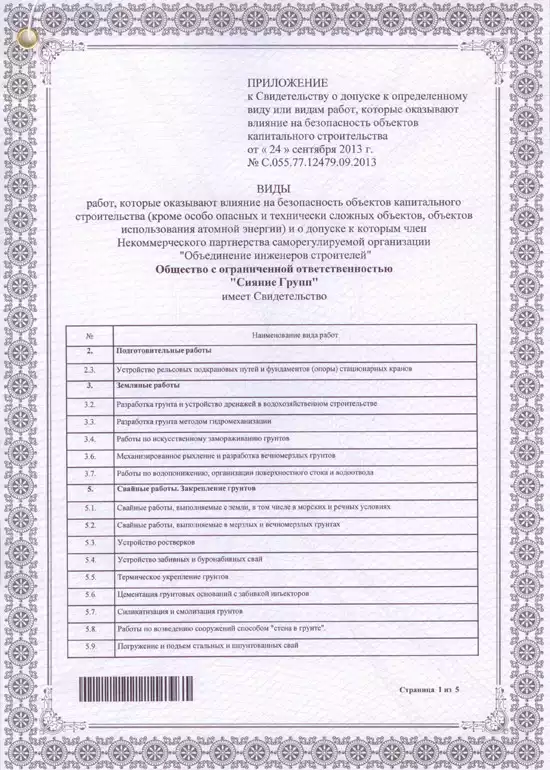 ПРИЛОЖЕНИЕ
к Свидетельству о допуске к определенному
виду или видам работ, которые оказывают
влияние на безопасность объектов
капитального строительства
от « 24 » сентября 2013 г.
№ С.055.77.12479.09.2013
ВИДЫ
работ, которые оказывают влияние на безопасность объектов капитального
строительства (кроме особо опасных и технически сложных объектов, объектов
использования атомной энергии) и о допуске к которым член
Некоммерческого партнерства саморегулируемой организации
"Объединение инженеров строителей"
Общество с ограниченной ответственностью
"Сияние Групп"
имеет Свидетельство
№ Наименование вида работ
2. Подготовительные работы
2.3. Устройство рельсовых подкрановых путей и фундаментов (опоры) стационарных кранов
3. Земляные работы
3.2. Разработка грунта и устройство дренажей в водохозяйственном строительстве
3.3. Разработка грунта методом гидромеханизации
3.4. Работы по искусственному замораживанию грунтов
3.6. Механизированное рыхление и разработка вечномерзлых грунтов
3.7. Работы по водопонижению, организации поверхностного стока и водоотвода
5. Свайные работы. Закрепление грунтов
5.1. Свайные работы, выполняемые с земли, в том числе в морских и речных условиях
5.2. Свайные работы, выполняемые в мерзлых и вечномерзлых грунтах
5.3. Устройство ростверков
5.4. Устройство забивных и буронабивных свай
5.5. Термическое укрепление грунтов
5.6. Цементация грунтовых оснований с забивкой инъекторов
5.7. Силикатизация и смолизация грунтов
5.8. Работы по возведению сооружений способом "стена в грунте".
5.9. Погружение и подъем стальных и шпунтованных свай
Страница 1 из 5